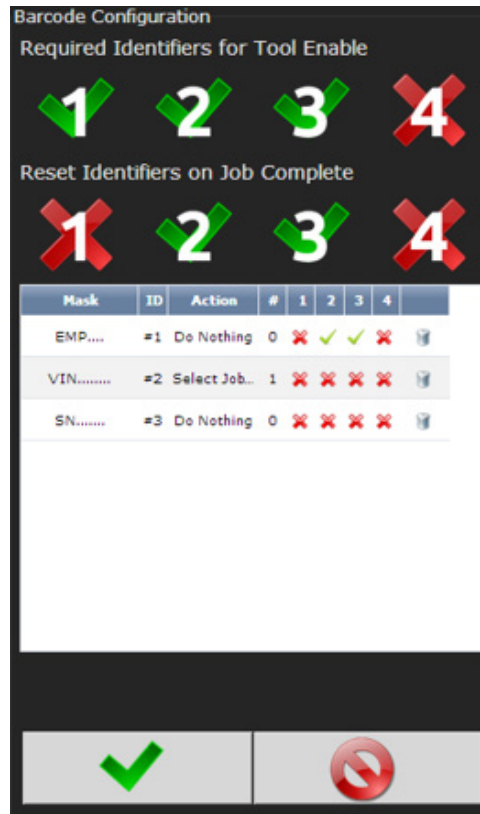 Barcode Configuration
Required Identifiers for Tool Enable
1 2 3 4
Reset Identifiers on Job Complete
1 2 3 4
Mask ID Action # 1 2 3 4
EMP.... #1 Do Nothing 0
VIN........ #2 Select Job... 1
SN....... #3 Do Nothing 0